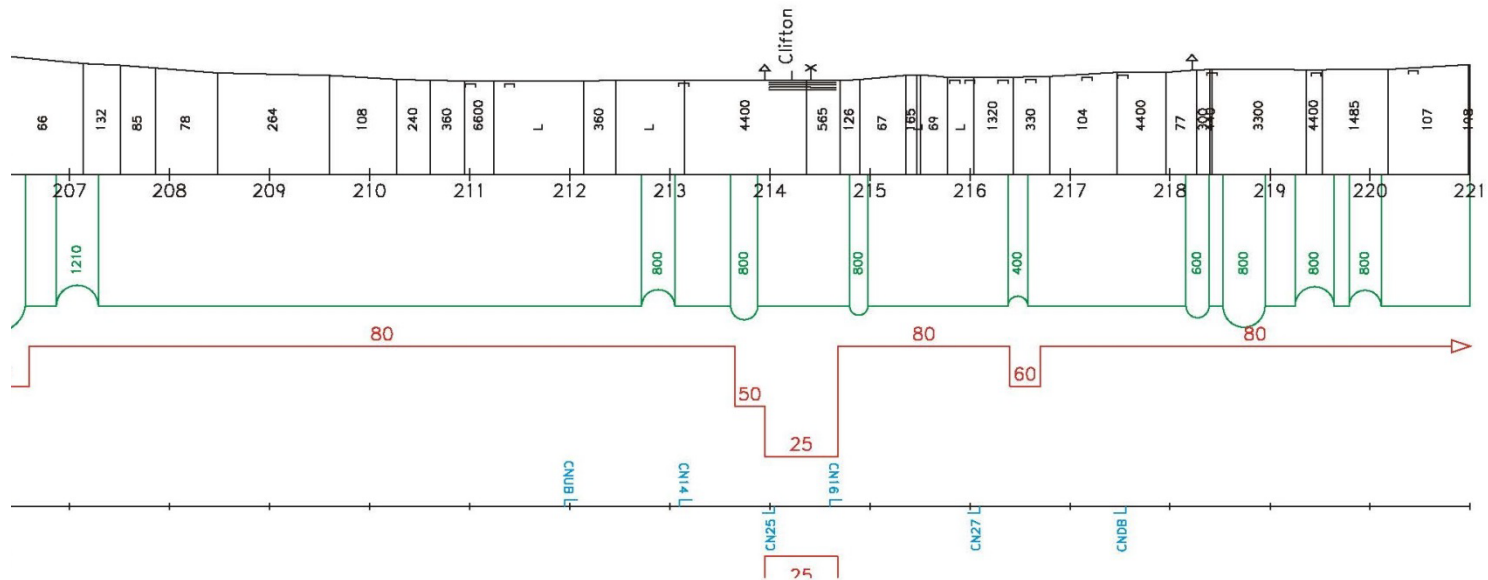 Clifton
66 132 85 78 264 108 240 360 6600 L 360 L 4400 565 126 67 165 L 69 L 1320 330 104 4400 77 300 3300 4400 1485 107 198
207 208 209 210 211 212 213 214 215 216 217 218 219 220 221
1210 800 800 800 400 600 800 800 800
80 80 80
60
50
25
CNUB CN14 CN16
CN25 CN27 CNDB
25